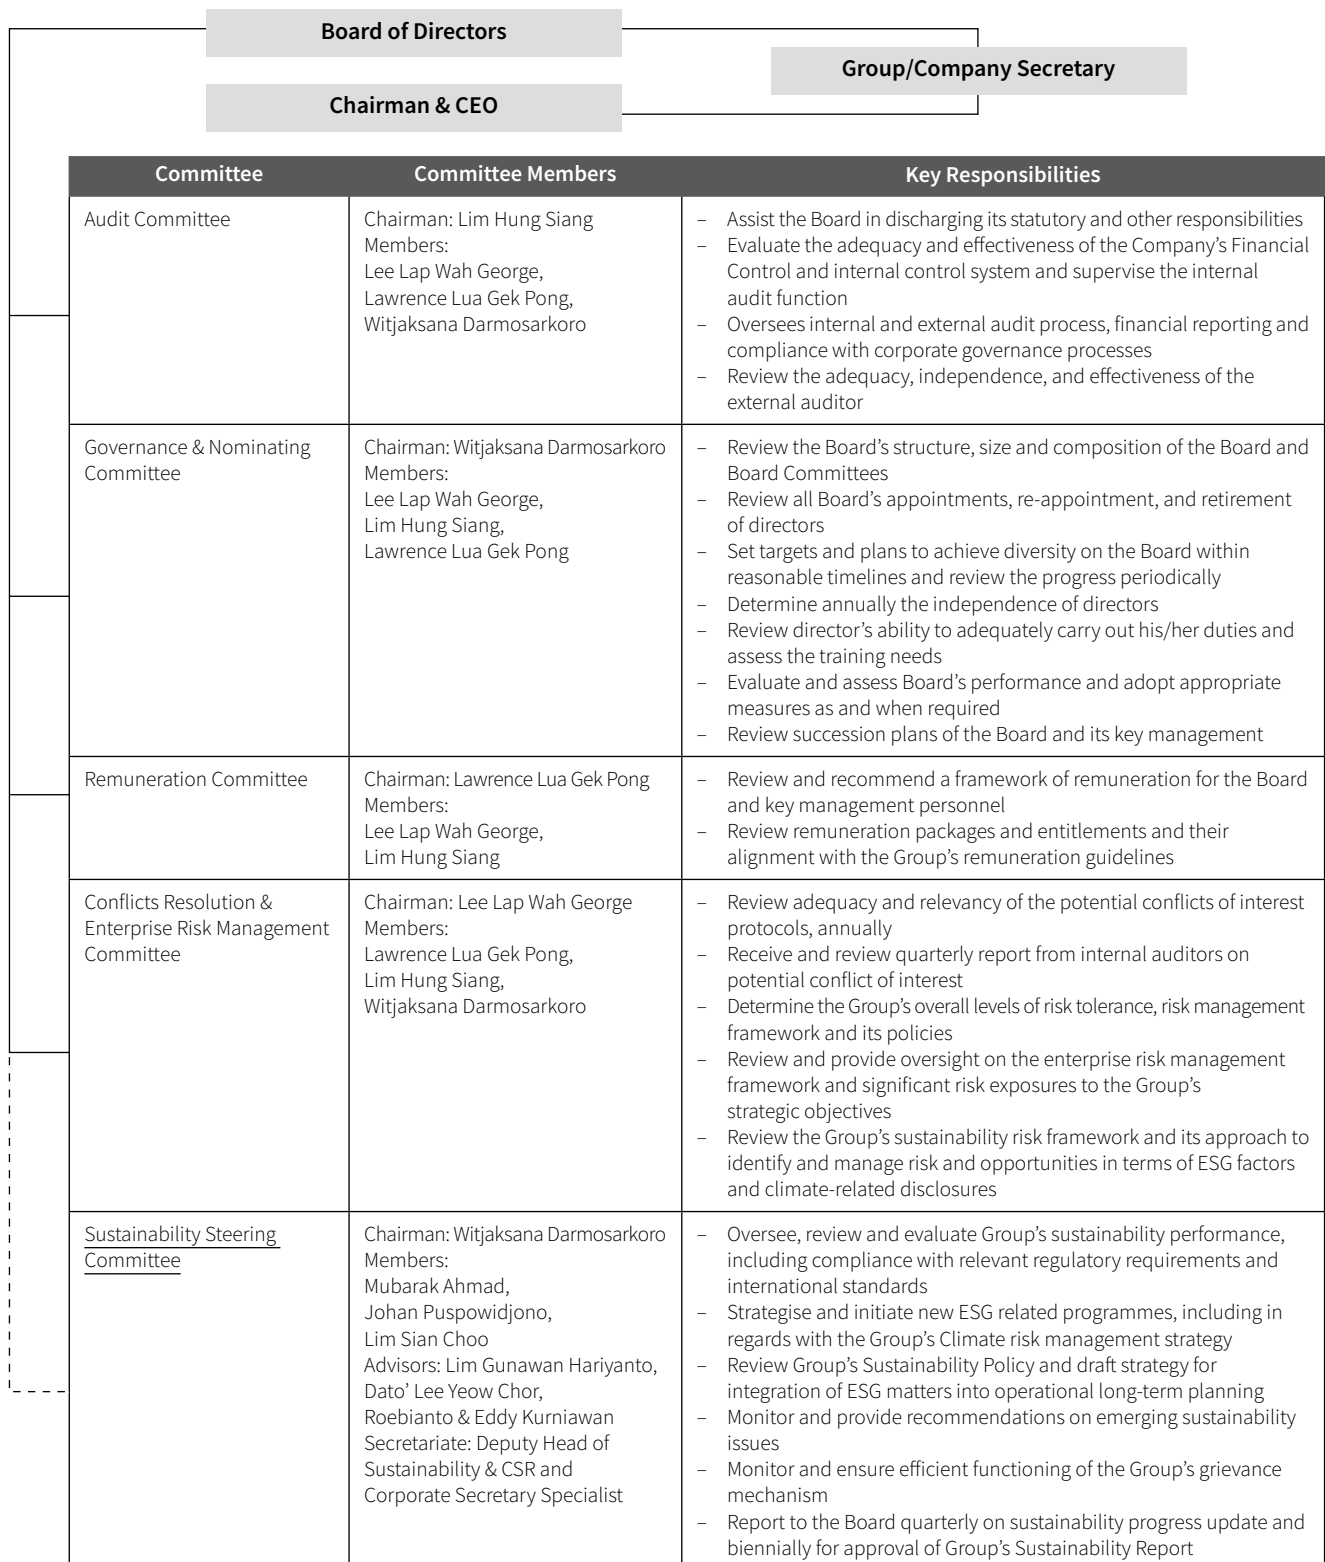 Board of Directors
Group/Company Secretary
Chairman & CEO
Committee
Committee Members
Key Responsibilities
Audit Committee
Chairman: Lim Hung Siang
Members:
Lee Lap Wah George,
Lawrence Lua Gek Pong,
Witjaksana Darmosarkoro
– Assist the Board in discharging its statutory and other responsibilities
– Evaluate the adequacy and effectiveness of the Company’s Financial
Control and internal control system and supervise the internal
audit function
– Oversees internal and external audit process, financial reporting and
compliance with corporate governance processes
– Review the adequacy, independence, and effectiveness of the
external auditor
Governance & Nominating
Committee
Chairman: Witjaksana Darmosarkoro
Members:
Lee Lap Wah George,
Lim Hung Siang,
Lawrence Lua Gek Pong
– Review the Board’s structure, size and composition of the Board and
Board Committees
– Review all Board’s appointments, re-appointment, and retirement
of directors
– Set targets and plans to achieve diversity on the Board within
reasonable timelines and review the progress periodically
– Determine annually the independence of directors
– Review director’s ability to adequately carry out his/her duties and
assess the training needs
– Evaluate and assess Board’s performance and adopt appropriate
measures as and when required
– Review succession plans of the Board and its key management
Remuneration Committee
Chairman: Lawrence Lua Gek Pong
Members:
Lee Lap Wah George,
Lim Hung Siang
– Review and recommend a framework of remuneration for the Board
and key management personnel
– Review remuneration packages and entitlements and their
alignment with the Group’s remuneration guidelines
Conflicts Resolution &
Enterprise Risk Management
Committee
Chairman: Lee Lap Wah George
Members:
Lawrence Lua Gek Pong,
Lim Hung Siang,
Witjaksana Darmosarkoro
– Review adequacy and relevancy of the potential conflicts of interest
protocols, annually
– Receive and review quarterly report from internal auditors on
potential conflict of interest
– Determine the Group’s overall levels of risk tolerance, risk management
framework and its policies
– Review and provide oversight on the enterprise risk management
framework and significant risk exposures to the Group’s
strategic objectives
– Review the Group’s sustainability risk framework and its approach to
identify and manage risk and opportunities in terms of ESG factors
and climate-related disclosures
Sustainability Steering
Committee
Chairman: Witjaksana Darmosarkoro
Members:
Mubarak Ahmad,
Johan Puspowidjono,
Lim Sian Choo
Advisors: Lim Gunawan Hariyanto,
Dato’ Lee Yeow Chor,
Roebianto & Eddy Kurniawan
Secretariate: Deputy Head of
Sustainability & CSR and
Corporate Secretary Specialist
– Oversee, review and evaluate Group’s sustainability performance,
including compliance with relevant regulatory requirements and
international standards
– Strategise and initiate new ESG related programmes, including in
regards with the Group’s Climate risk management strategy
– Review Group’s Sustainability Policy and draft strategy for
integration of ESG matters into operational long-term planning
– Monitor and provide recommendations on emerging sustainability
issues
– Monitor and ensure efficient functioning of the Group’s grievance
mechanism
– Report to the Board quarterly on sustainability progress update and
biennially for approval of Group’s Sustainability Report